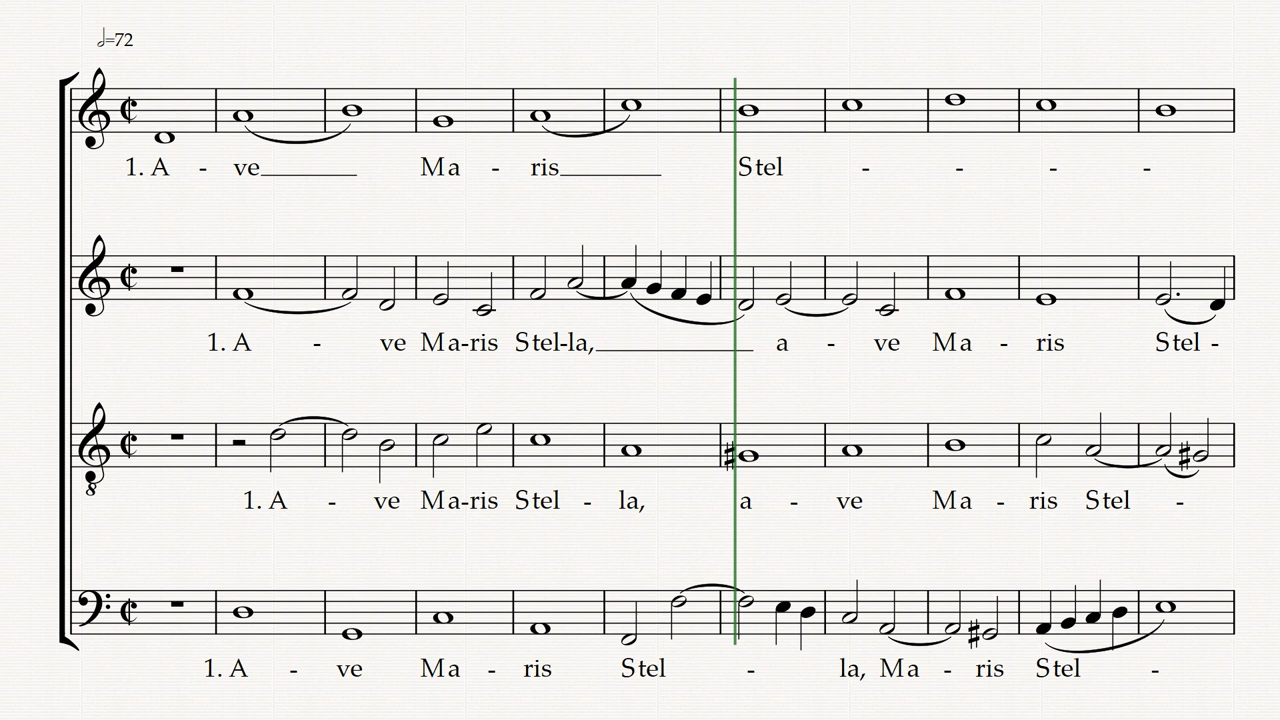 =72
1. A - ve Ma - ris Stel - - - -
1. A - ve Ma-ris Stel-la, a - ve Ma - ris Stel -
8
1. A - ve Ma-ris Stel - la, a - ve Ma - ris Stel -
1. A - ve Ma - ris Stel - la, Ma - ris Stel -